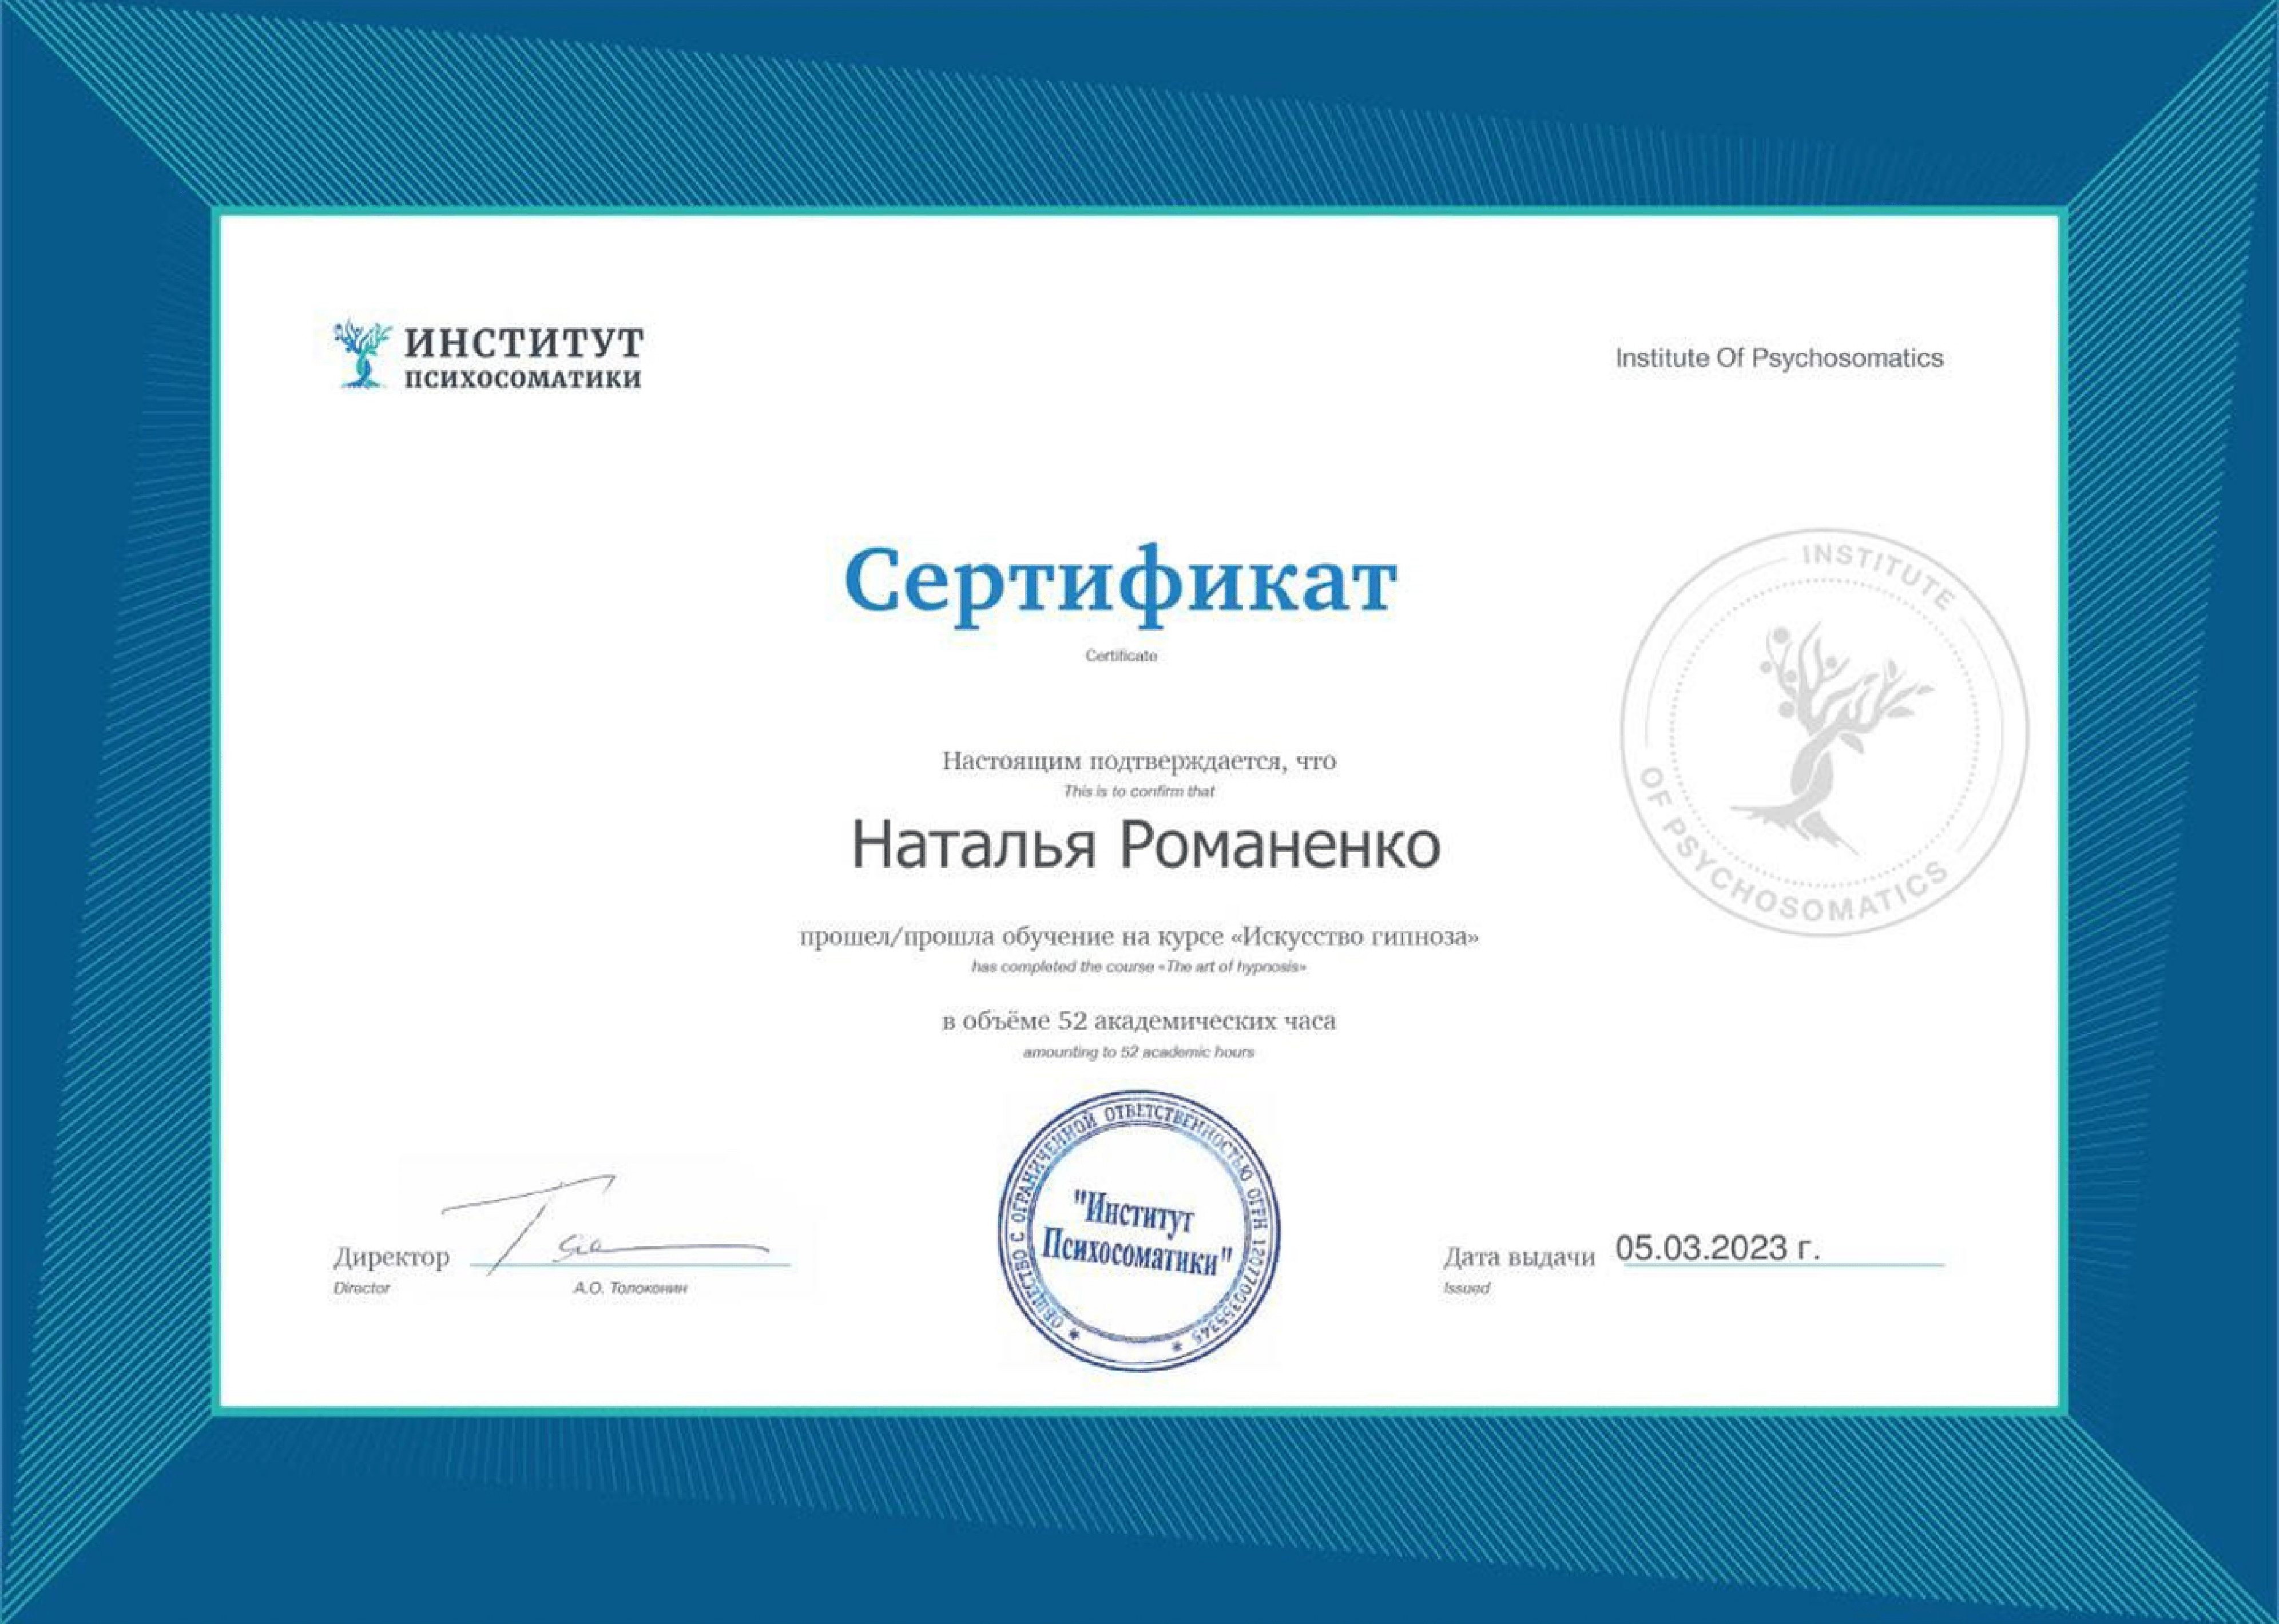 ИНСТИТУТ
ПСИХОСОМАТИКИ
Institute Of Psychosomatics
Сертификат
Certificate
INSTITUTE
OF PSYCHOSOMATICS
Настоящим подтверждается, что
This is to confirm that
Наталья Романенко
прошел/прошла обучение на курсе «Искусство гипноза»
has completed the course «The art of hypnosis»
в объёме 52 академических часа
amounting to 52 academic hours
ОБЩЕСТВО С ОГРАНИЧЕННОЙ ОТВЕТСТВЕННОСТЬЮ ОГРН 1207700355345
"Институт
Психосоматики"
Директор
Director
А.О. Толоконин
Дата выдачи 05.03.2023 г.
Issued